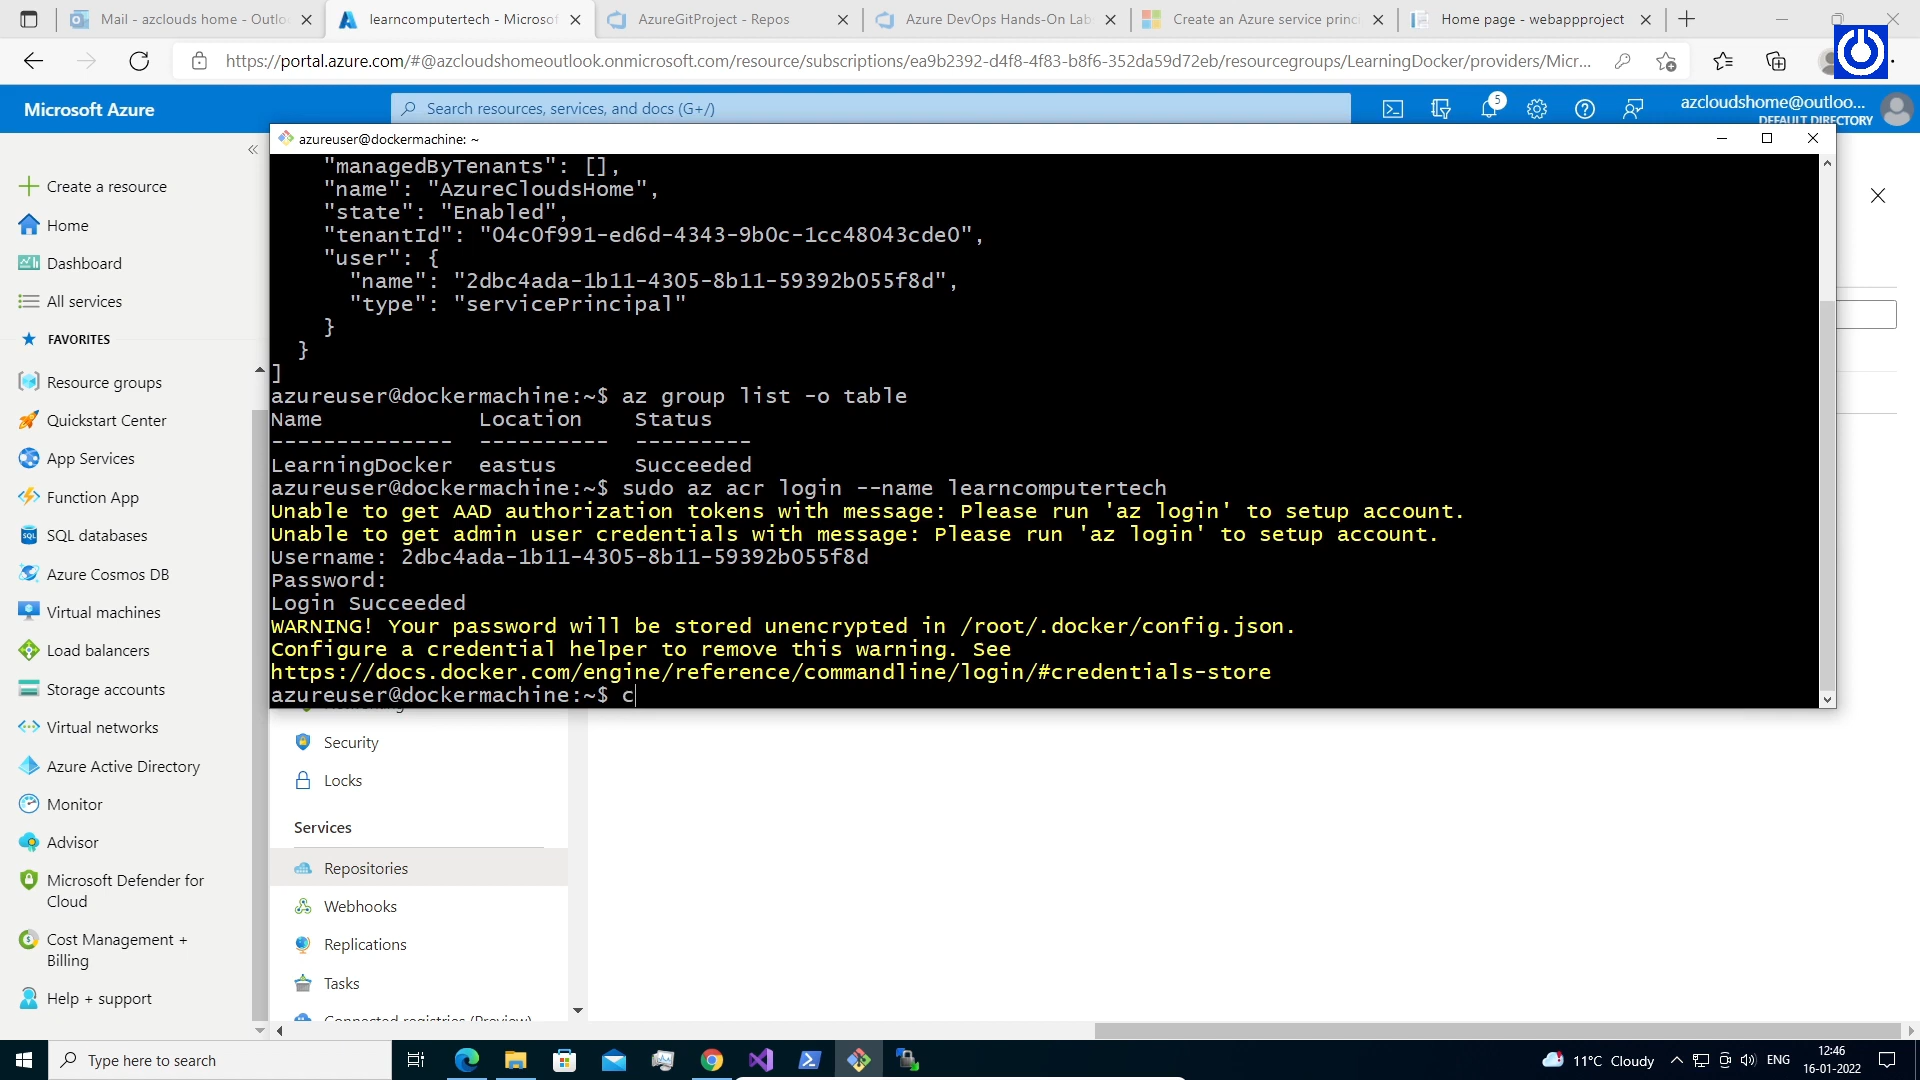 Mail - azclouds home - Outlo
learncomputertech - Microsof
AzureGitProject - Repos
Azure DevOps Hands-On Lab
Create an Azure service princi
Home page - webappproject
https://portal.azure.com/#@azcloudshomeoutlook.onmicrosoft.com/resource/subscriptions/ea9b2392-d4f8-4f83-b8f6-352da59d72eb/resourcegroups/LearningDocker/providers/Micr...
Microsoft Azure
Search resources, services, and docs (G+/)
5
azcloudshome@outloo...
DEFAULT DIRECTORY
azureuser@dockermachine: ~
Create a resource
Home
Dashboard
All services
FAVORITES
Resource groups
Quickstart Center
App Services
Function App
SQL databases
Azure Cosmos DB
Virtual machines
Load balancers
Storage accounts
Virtual networks
Azure Active Directory
Monitor
Advisor
Microsoft Defender for
Cloud
Cost Management +
Billing
Help + support
"managedByTenants": [],
"name": "AzureCloudsHome",
"state": "Enabled",
"tenantId": "04c0f991-ed6d-4343-9b0c-1cc48043cde0",
"user": {
"name": "2dbc4ada-1b11-4305-8b11-59392b055f8d",
"type": "servicePrincipal"
}
}
]
azureuser@dockermachine:~$ az group list -o table
Name Location Status
-------------- ---------- ---------
LearningDocker eastus Succeeded
azureuser@dockermachine:~$ sudo az acr login --name learncomputertech
Unable to get AAD authorization tokens with message: Please run 'az login' to setup account.
Unable to get admin user credentials with message: Please run 'az login' to setup account.
Username: 2dbc4ada-1b11-4305-8b11-59392b055f8d
Password:
Login Succeeded
WARNING! Your password will be stored unencrypted in /root/.docker/config.json.
Configure a credential helper to remove this warning. See
https://docs.docker.com/engine/reference/commandline/login/#credentials-store
azureuser@dockermachine:~$ c
Security
Locks
Services
Repositories
Webhooks
Replications
Tasks
Connected registries (Preview)
Type here to search
11°C Cloudy
ENG
12:46
16-01-2022